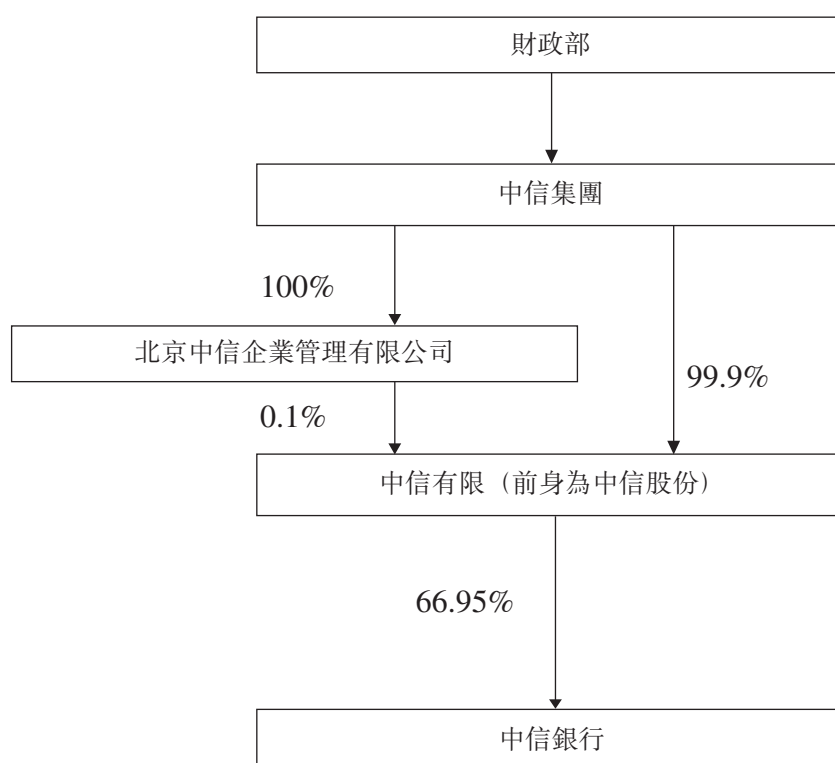 財政部
中信集團
100%
北京中信企業管理有限公司
99.9%
0.1%
中信有限（前身為中信股份）
66.95%
中信銀行